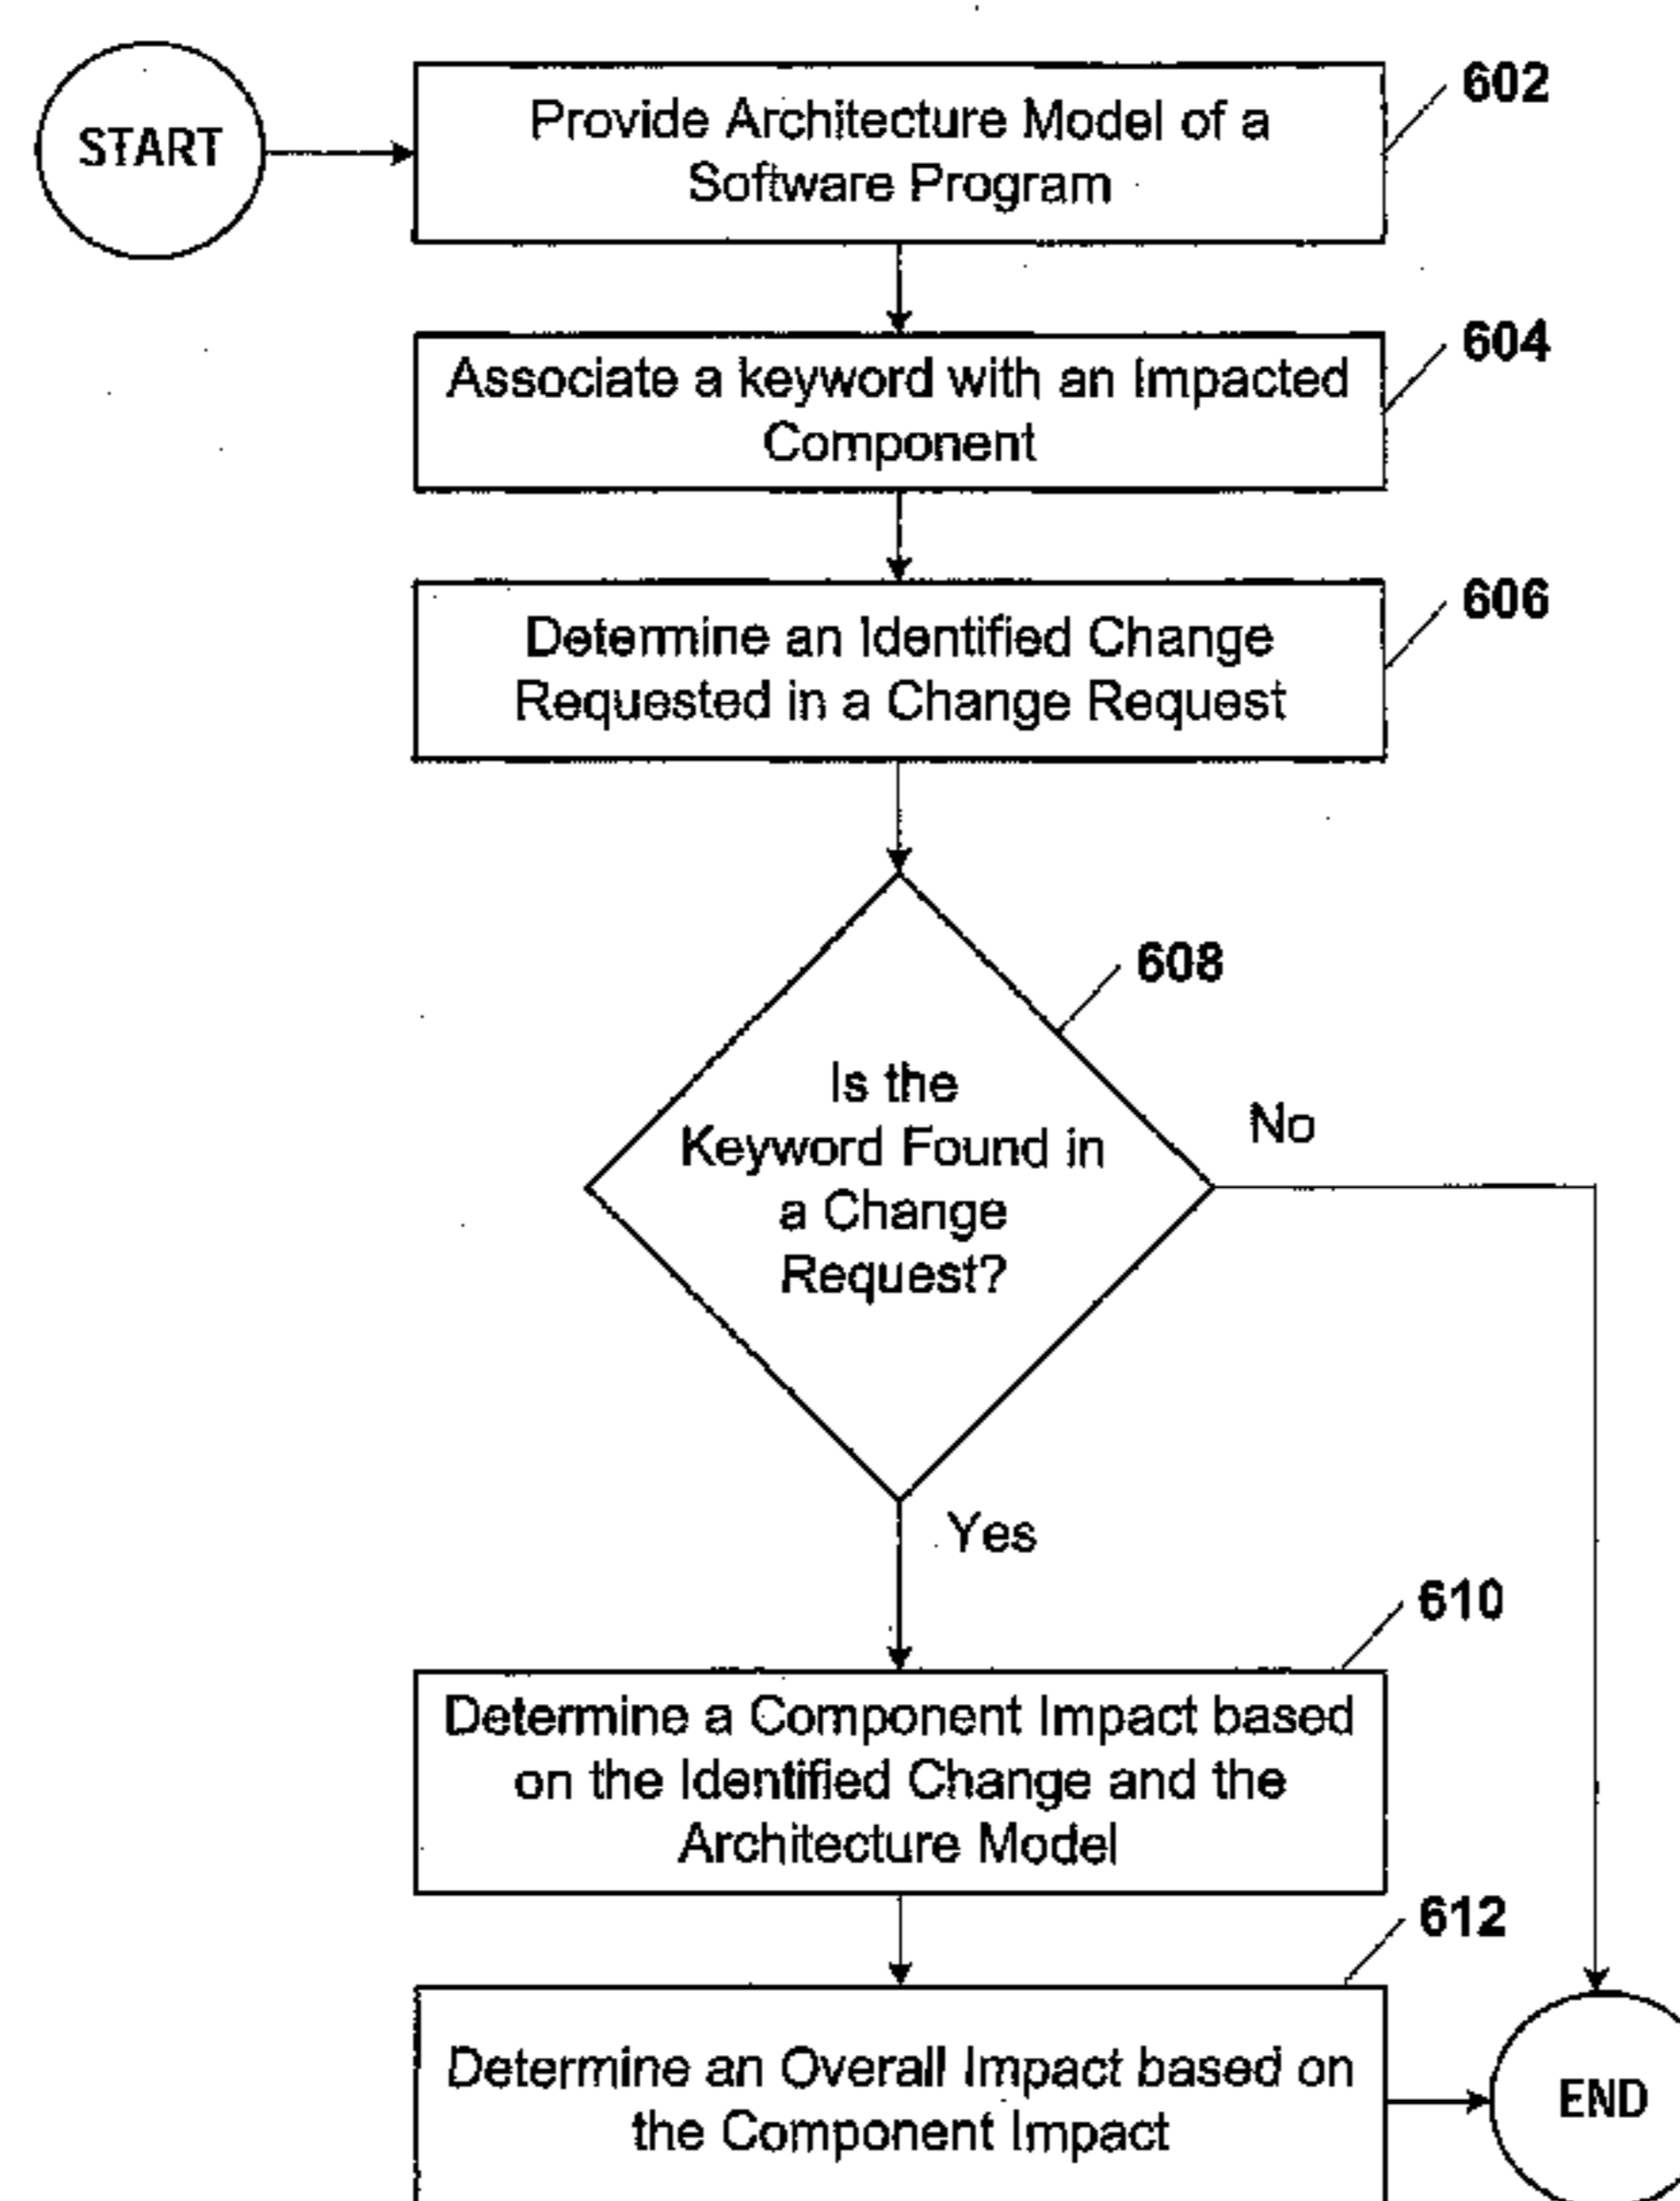 START
Provide Architecture Model of a
Software Program
602
Associate a keyword with an Impacted
Component
604
Determine an Identified Change
Requested in a Change Request
606
608
Is the
Keyword Found in
a Change
Request?
No
Yes
610
Determine a Component Impact based
on the Identified Change and the
Architecture Model
612
Determine an Overall Impact based on
the Component Impact
END